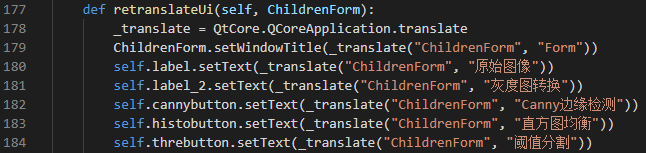 177 def retranslateUi(self, ChildrenForm):
178 _translate = QtCore.QCoreApplication.translate
179 ChildrenForm.setWindowTitle(_translate("ChildrenForm", "Form"))
180 self.label.setText(_translate("ChildrenForm", "原始图像"))
181 self.label_2.setText(_translate("ChildrenForm", "灰度图转换"))
182 self.cannybutton.setText(_translate("ChildrenForm", "Canny边缘检测"))
183 self.histobutton.setText(_translate("ChildrenForm", "直方图均衡"))
184 self.threbutton.setText(_translate("ChildrenForm", "阈值分割"))